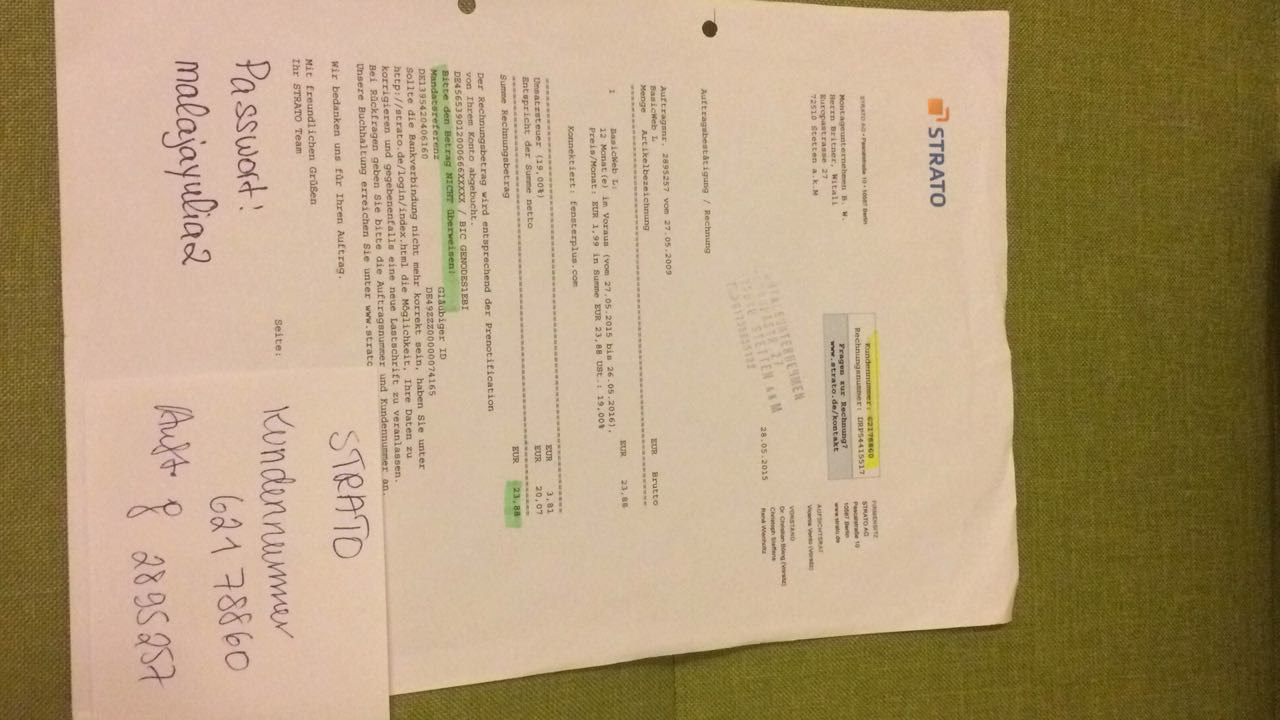 STRATO
STRATO AG • Pascalstraße 10 • 10587 Berlin
Montageunternehmen B. W.
Herrn Britner, Witali
Europastrasse 27
72510 Stetten a.k.M
Kundennummer: 62178860
Rechnungsnummer: DRP54415517
Fragen zur Rechnung?
www.strato.de/kontakt
FIRMENSITZ
STRATO AG
Pascalstraße 10
10587 Berlin
www.strato.de
AUFSICHTSRAT
Vicente Vento (Vorsitz)
VORSTAND
Dr. Christian Böing (Vorsitz)
Christoph Steffens
René Wienholtz
28.05.2015
Auftragsbestätigung / Rechnung
Auftragsnr. 2895257 vom 27.05.2009
BasicWeb L
Menge Artikelbezeichnung EUR Brutto
1 BasicWeb L: EUR 23,88
12 Monat(e) im Voraus (vom 27.05.2015 bis 26.05.2016),
Preis/Monat: EUR 1,99 in Summe EUR 23,88 USt.: 19,00%
Konnektiert: fensterplus.com
Umsatzsteuer (19,00%) EUR 3,81
Entspricht der Summe netto EUR 20,07
Summe Rechnungsbetrag EUR 23,88
Der Rechnungsbetrag wird entsprechend der Prenotification
von Ihrem Konto abgebucht.
DE456539012000666XXXXX / BIC GENODES1EBI
Bitte den Betrag NICHT überweisen!
Mandatsreferenz Gläubiger ID
DE1395420406160 DE49ZZZ00000074165
Sollte die Bankverbindung nicht mehr korrekt sein, haben Sie unter
http://strato.de/login/index.html die Möglichkeit, Ihre Daten zu
korrigieren und gegebenenfalls eine neue Lastschrift zu veranlassen.
Bei Rückfragen geben Sie bitte die Auftragsnummer und Kundennummer an.
Unsere Buchhaltung erreichen Sie unter www.stratc
Wir bedanken uns für Ihren Auftrag.
Mit freundlichen Grüßen
Ihr STRATO Team
Seite:
Passwort!
malajayulia2
STRATO
Kundennummer
62178860
Auft. 2895257